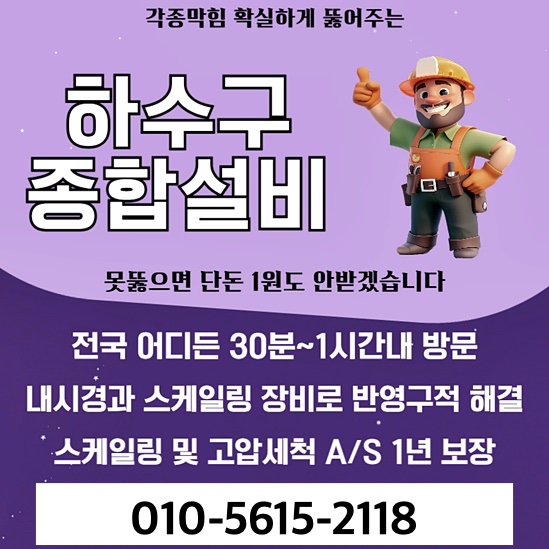 각종막힘 확실하게 뚫어주는
하수구
종합설비
못뚫으면 단돈 1원도 안받겠습니다
전국 어디든 30분~1시간내 방문
내시경과 스케일링 장비로 반영구적 해결
스케일링 및 고압세척 A/S 1년 보장
010-5615-2118